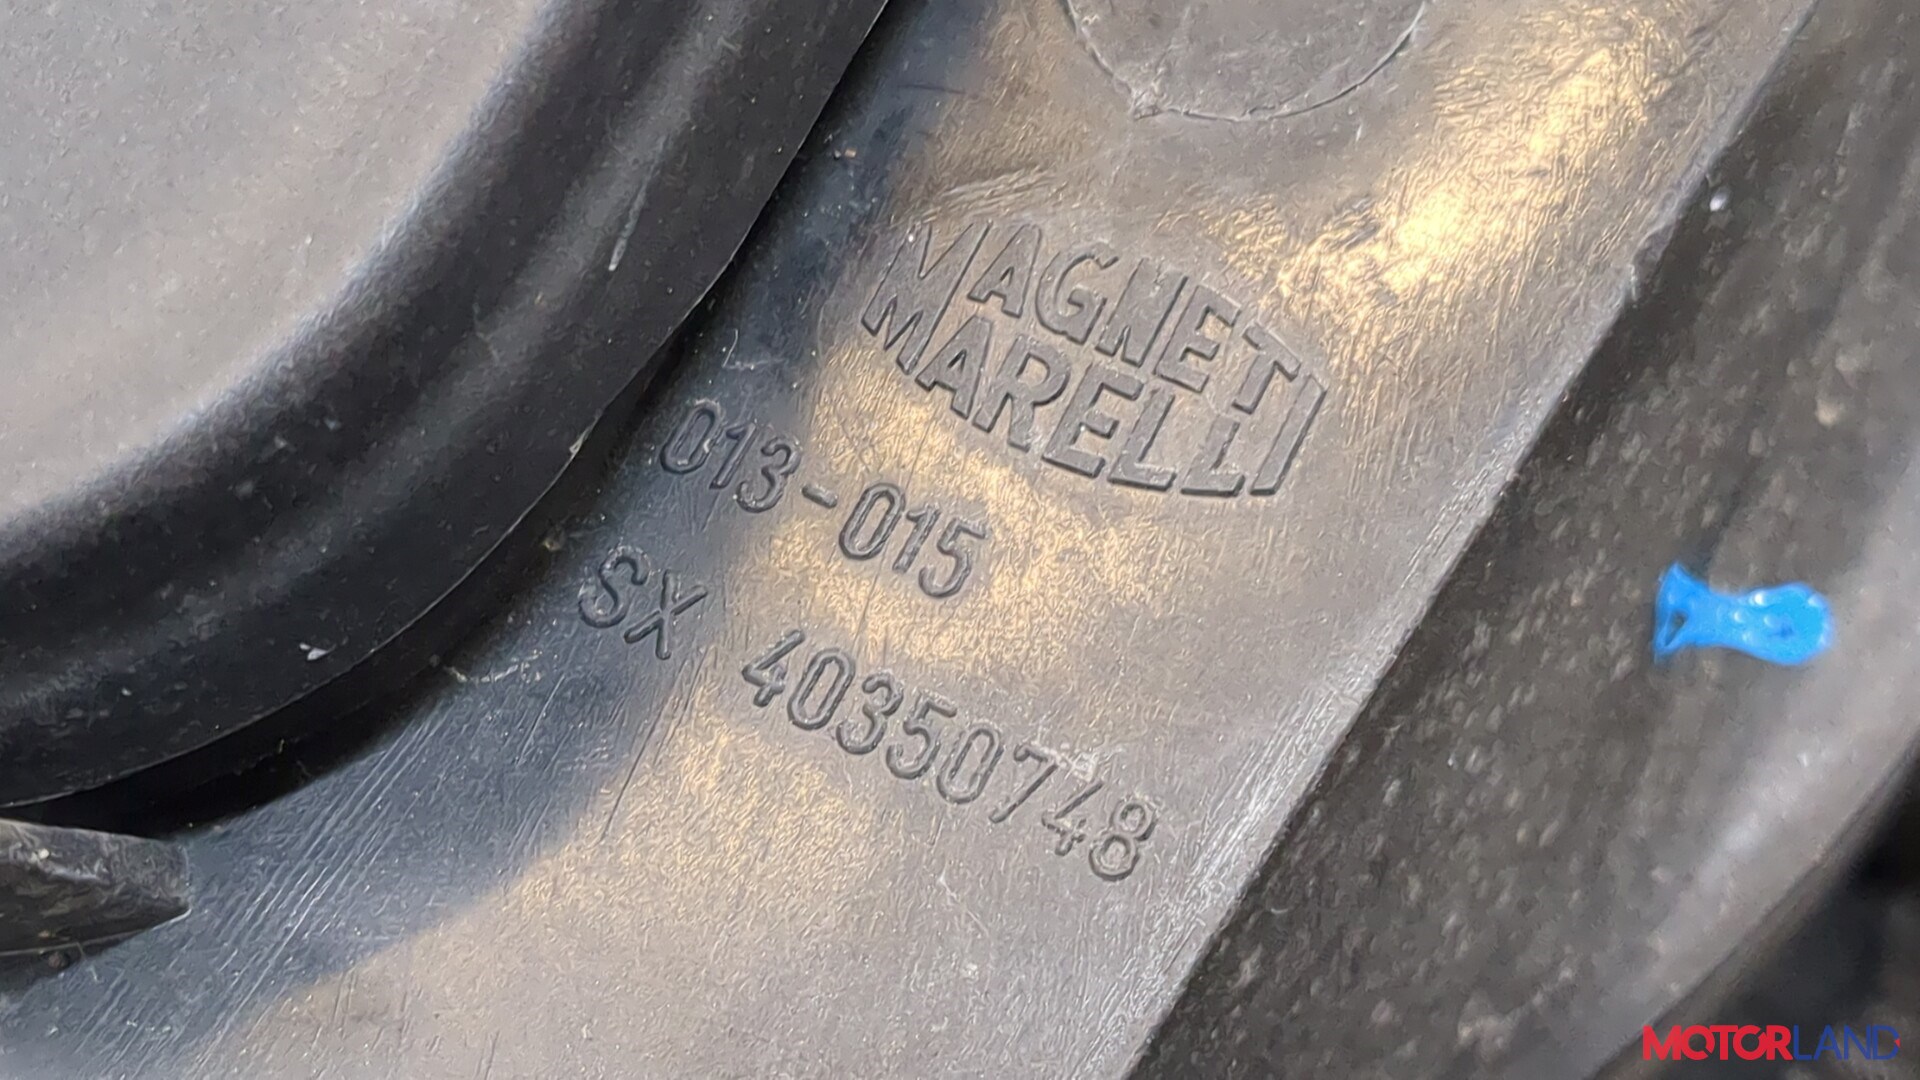 MAGNETI
MARELLI
013-015
SX 40350748
MOTORLAND